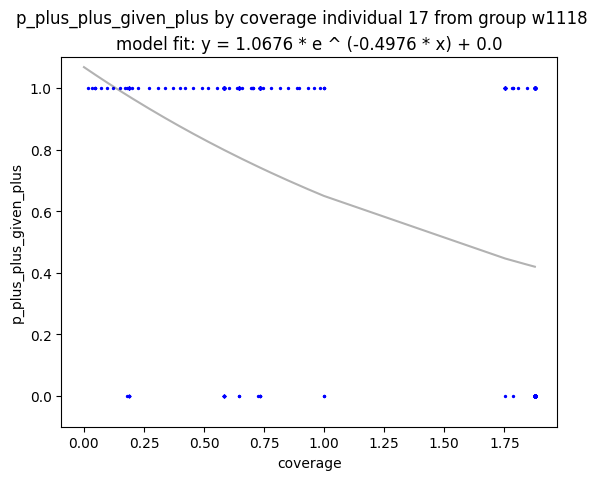 p_plus_plus_given_plus by coverage individual 17 from group w1118
model fit: y = 1.0676 * e ^ (-0.4976 * x) + 0.0
p_plus_plus_given_plus
1.0
0.8
0.6
0.4
0.2
0.0
0.00 0.25 0.50 0.75 1.00 1.25 1.50 1.75
coverage